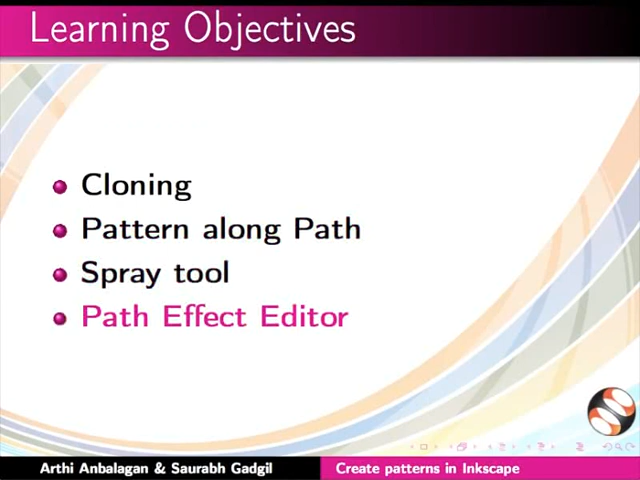 Learning Objectives
Cloning
Pattern along Path
Spray tool
Path Effect Editor
Arthi Anbalagan & Saurabh Gadgil Create patterns in Inkscape